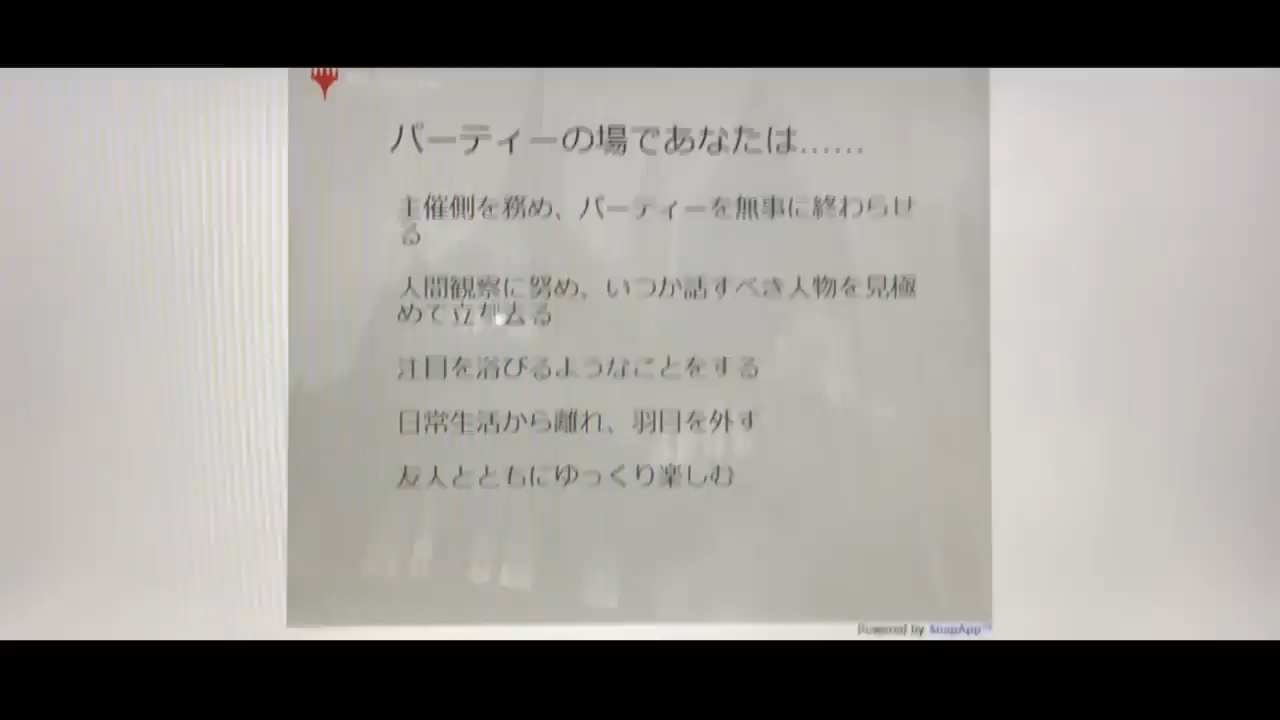 パーティーの場であなたは……
主催側を務め、パーティーを無事に終わらせ
る
人間観察に努め、いつか話すべき人物を見極
めて立ち去る
注目を浴びるようなことをする
日常生活から離れ、羽目を外す
友人とともにゆっくり楽しむ
Powered by SnapApp